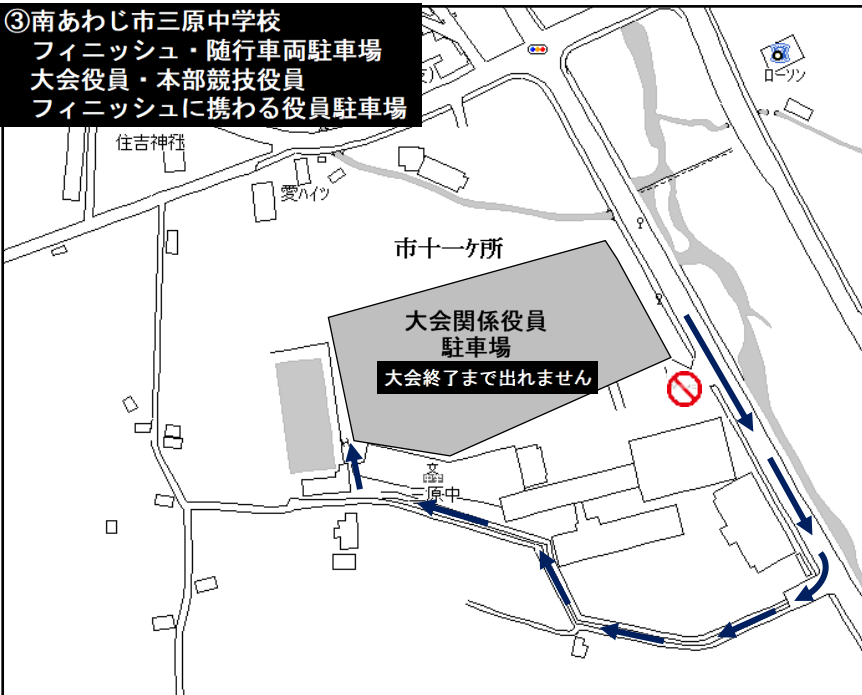 ③南あわじ市三原中学校
フィニッシュ・随行車両駐車場
大会役員・本部競技役員
フィニッシュに携わる役員駐車場
ローソン
住吉神社
愛ハイツ
市十一ケ所
大会関係役員
駐車場
大会終了まで出れません
文
三原中